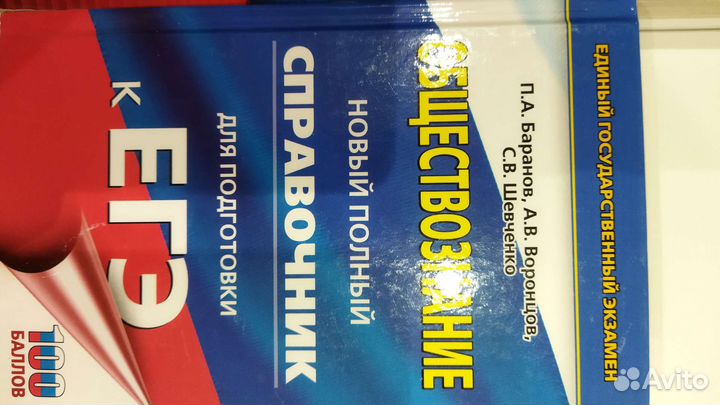 ЕДИНЫЙ ГОСУДАРСТВЕННЫЙ ЭКЗАМЕН
П.А. Баранов, А.В. Воронцов,
С.В. Шевченко
ОБЩЕСТВОЗНАНИЕ
НОВЫЙ ПОЛНЫЙ
СПРАВОЧНИК
ДЛЯ ПОДГОТОВКИ
К ЕГЭ
100
БАЛЛОВ
Avito